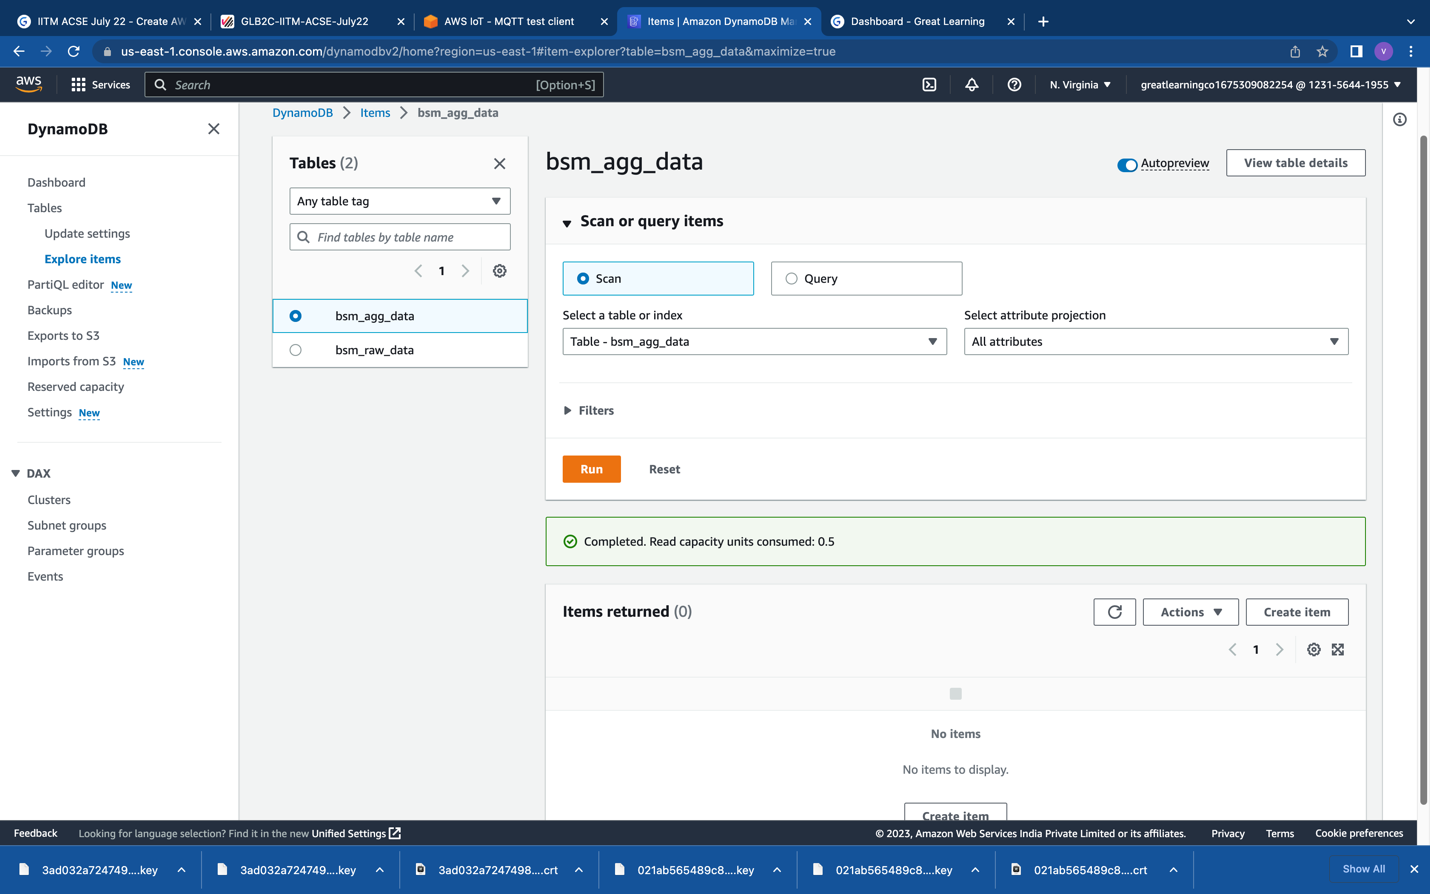 IITM ACSE July 22 - Create AW
GLB2C-IITM-ACSE-July22
AWS IoT - MQTT test client
Items | Amazon DynamoDB Ma
Dashboard - Great Learning
us-east-1.console.aws.amazon.com/dynamodbv2/home?region=us-east-1#item-explorer?table=bsm_agg_data&maximize=true
V
aws
Services
Search
[Option+S]
N. Virginia
greatlearningco1675309082254 @ 1231-5644-1955
DynamoDB
Dashboard
Tables
Update settings
Explore items
PartiQL editor New
Backups
Exports to S3
Imports from S3 New
Reserved capacity
Settings New
DAX
Clusters
Subnet groups
Parameter groups
Events
DynamoDB > Items > bsm_agg_data
Tables (2)
Any table tag
Find tables by table name
1
bsm_agg_data
bsm_raw_data
bsm_agg_data
Autopreview
View table details
Scan or query items
Scan
Query
Select a table or index
Table - bsm_agg_data
Select attribute projection
All attributes
Filters
Run
Reset
Completed. Read capacity units consumed: 0.5
Items returned (0)
Actions
Create item
1
No items
No items to display.
Create item
Feedback
Looking for language selection? Find it in the new Unified Settings
© 2023, Amazon Web Services India Private Limited or its affiliates.
Privacy
Terms
Cookie preferences
3ad032a724749....key
3ad032a724749....key
3ad032a7247498....crt
021ab565489c8....key
021ab565489c8....key
021ab565489c8....crt
Show All